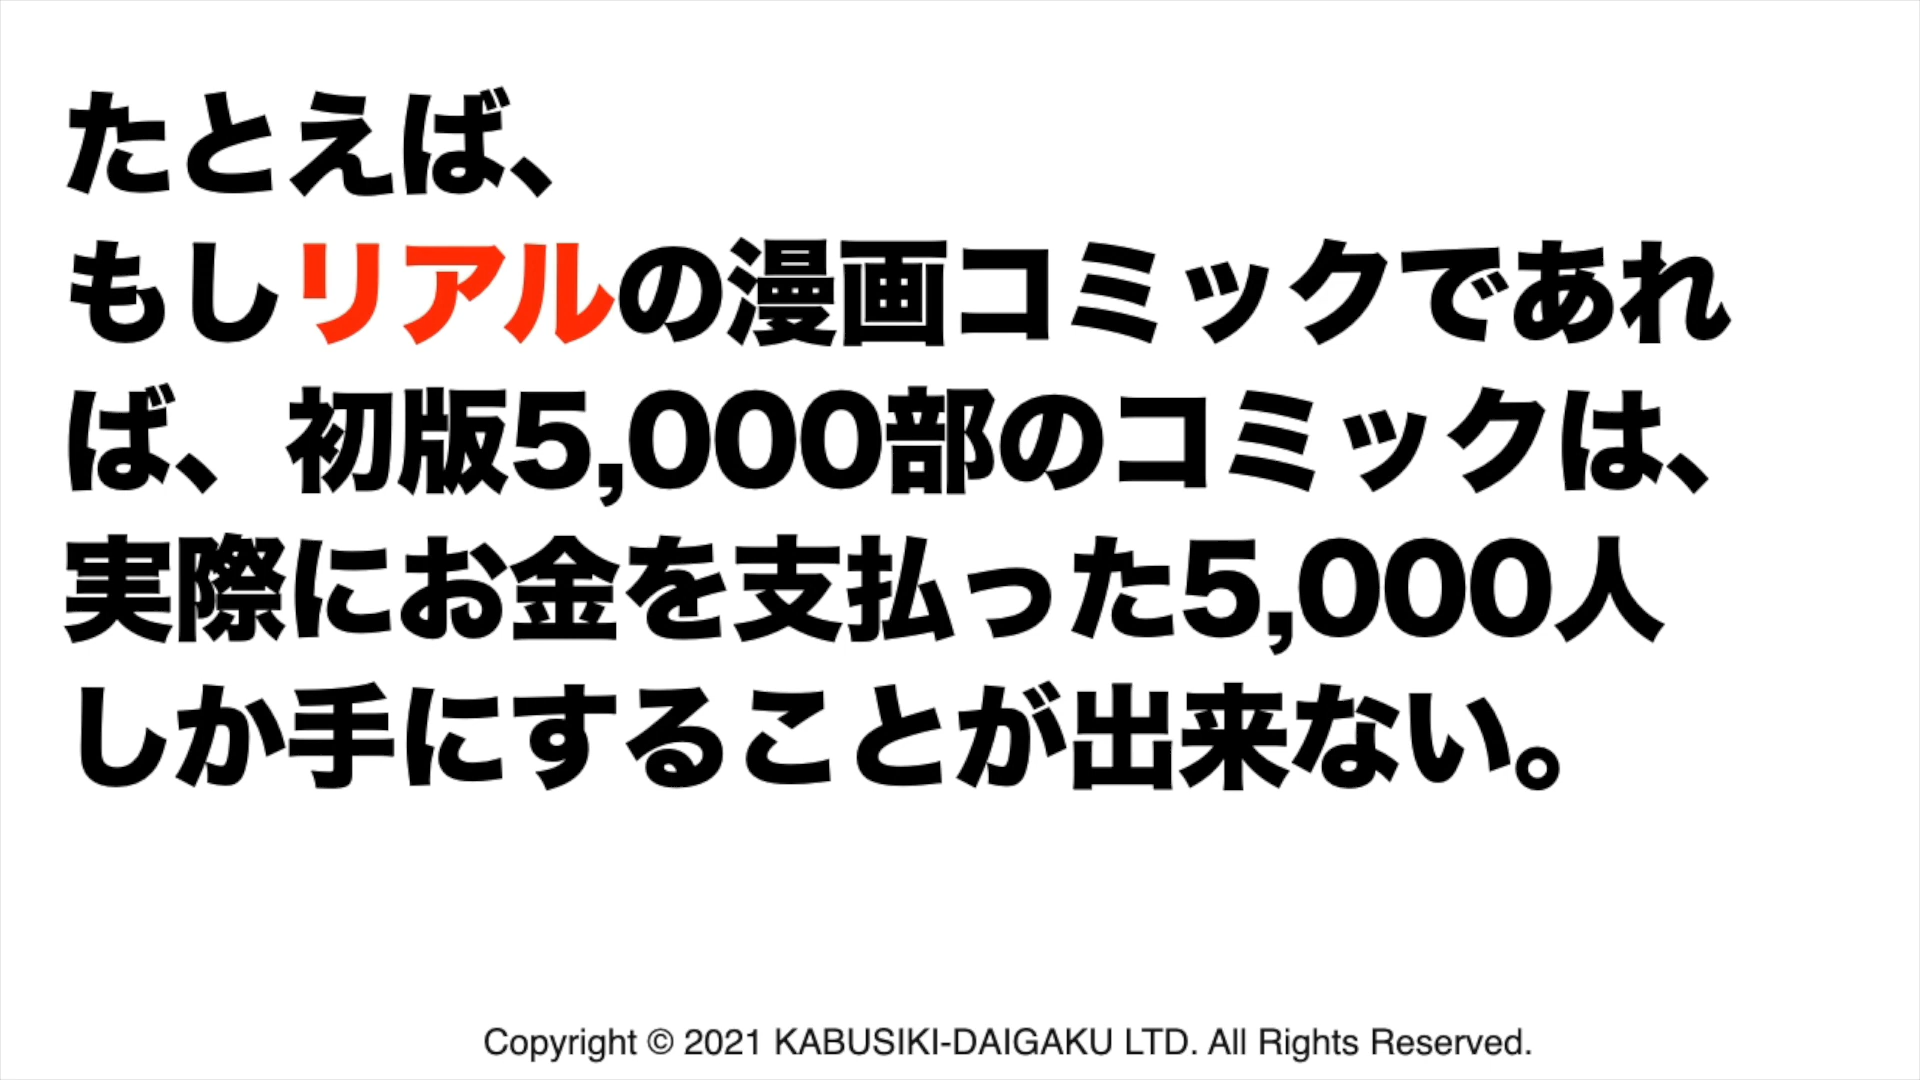 たとえば、
もしリアルの漫画コミックであれ
ば、初版5,000部のコミックは、
実際にお金を支払った5,000人
しか手にすることが出来ない。
Copyright © 2021 KABUSIKI-DAIGAKU LTD. All Rights Reserved.